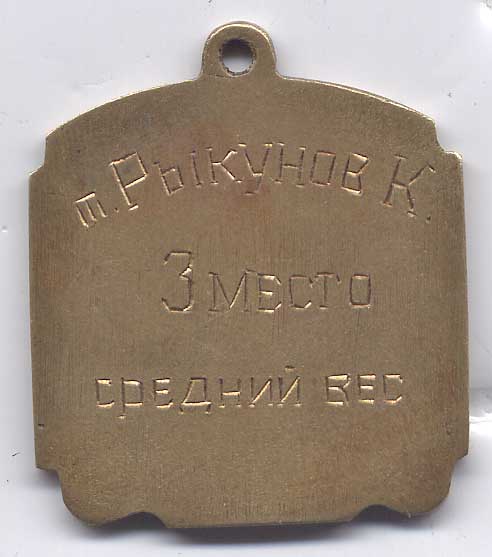 т. Рыкунов К.
3 место
средний вес